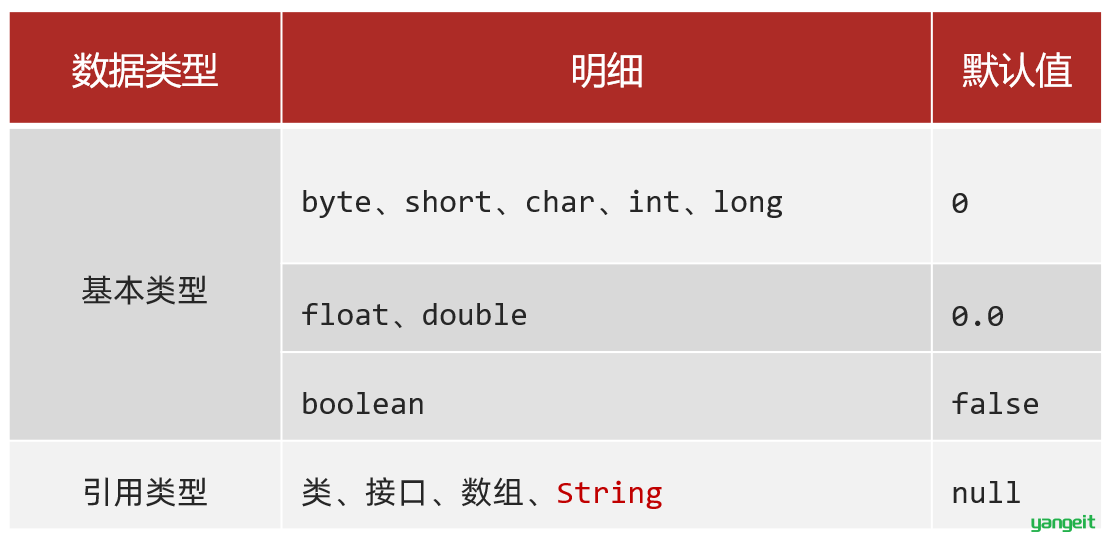 数据类型 明细 默认值
byte、short、char、int、long 0
基本类型
float、double 0.0
boolean false
引用类型 类、接口、数组、String null
yangeit